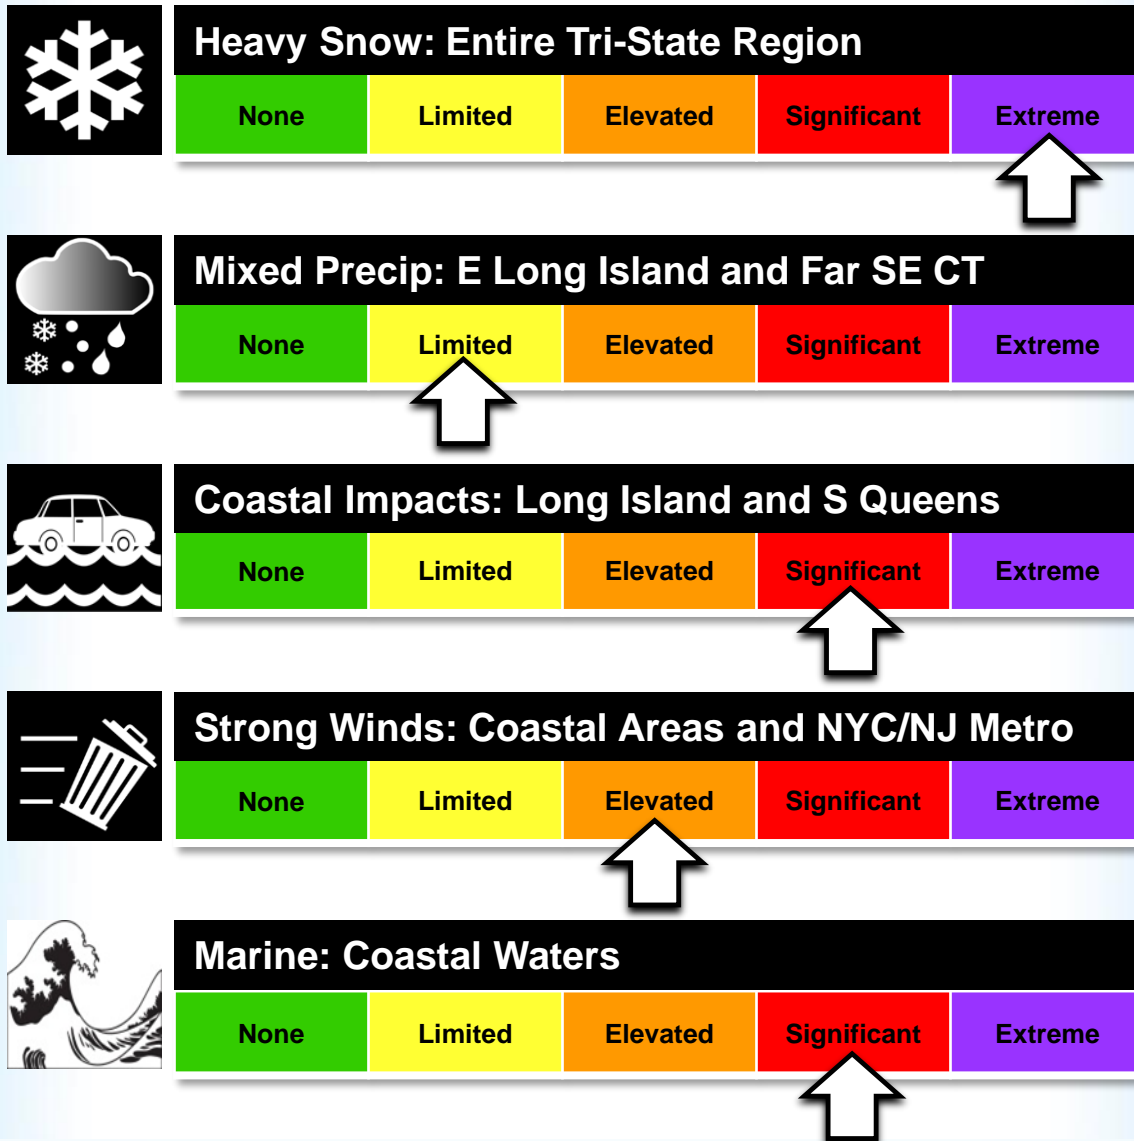 Heavy Snow: Entire Tri-State Region
None Limited Elevated Significant Extreme
Mixed Precip: E Long Island and Far SE CT
None Limited Elevated Significant Extreme
Coastal Impacts: Long Island and S Queens
None Limited Elevated Significant Extreme
Strong Winds: Coastal Areas and NYC/NJ Metro
None Limited Elevated Significant Extreme
Marine: Coastal Waters
None Limited Elevated Significant Extreme